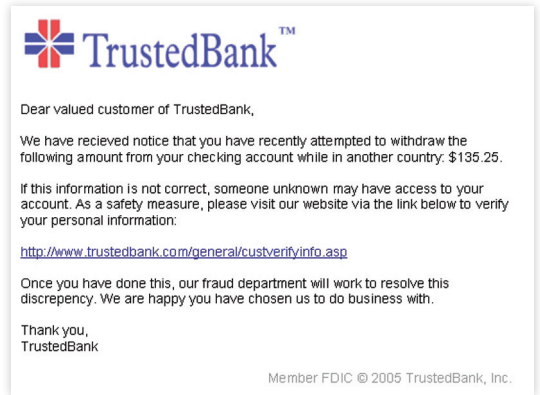 TrustedBank™
Dear valued customer of TrustedBank,
We have recieved notice that you have recently attempted to withdraw the
following amount from your checking account while in another country: $135.25.
If this information is not correct, someone unknown may have access to your
account. As a safety measure, please visit our website via the link below to verify
your personal information:
http://www.trustedbank.com/general/custverifyinfo.asp
Once you have done this, our fraud department will work to resolve this
discrepency. We are happy you have chosen us to do business with.
Thank you,
TrustedBank
Member FDIC © 2005 TrustedBank, Inc.